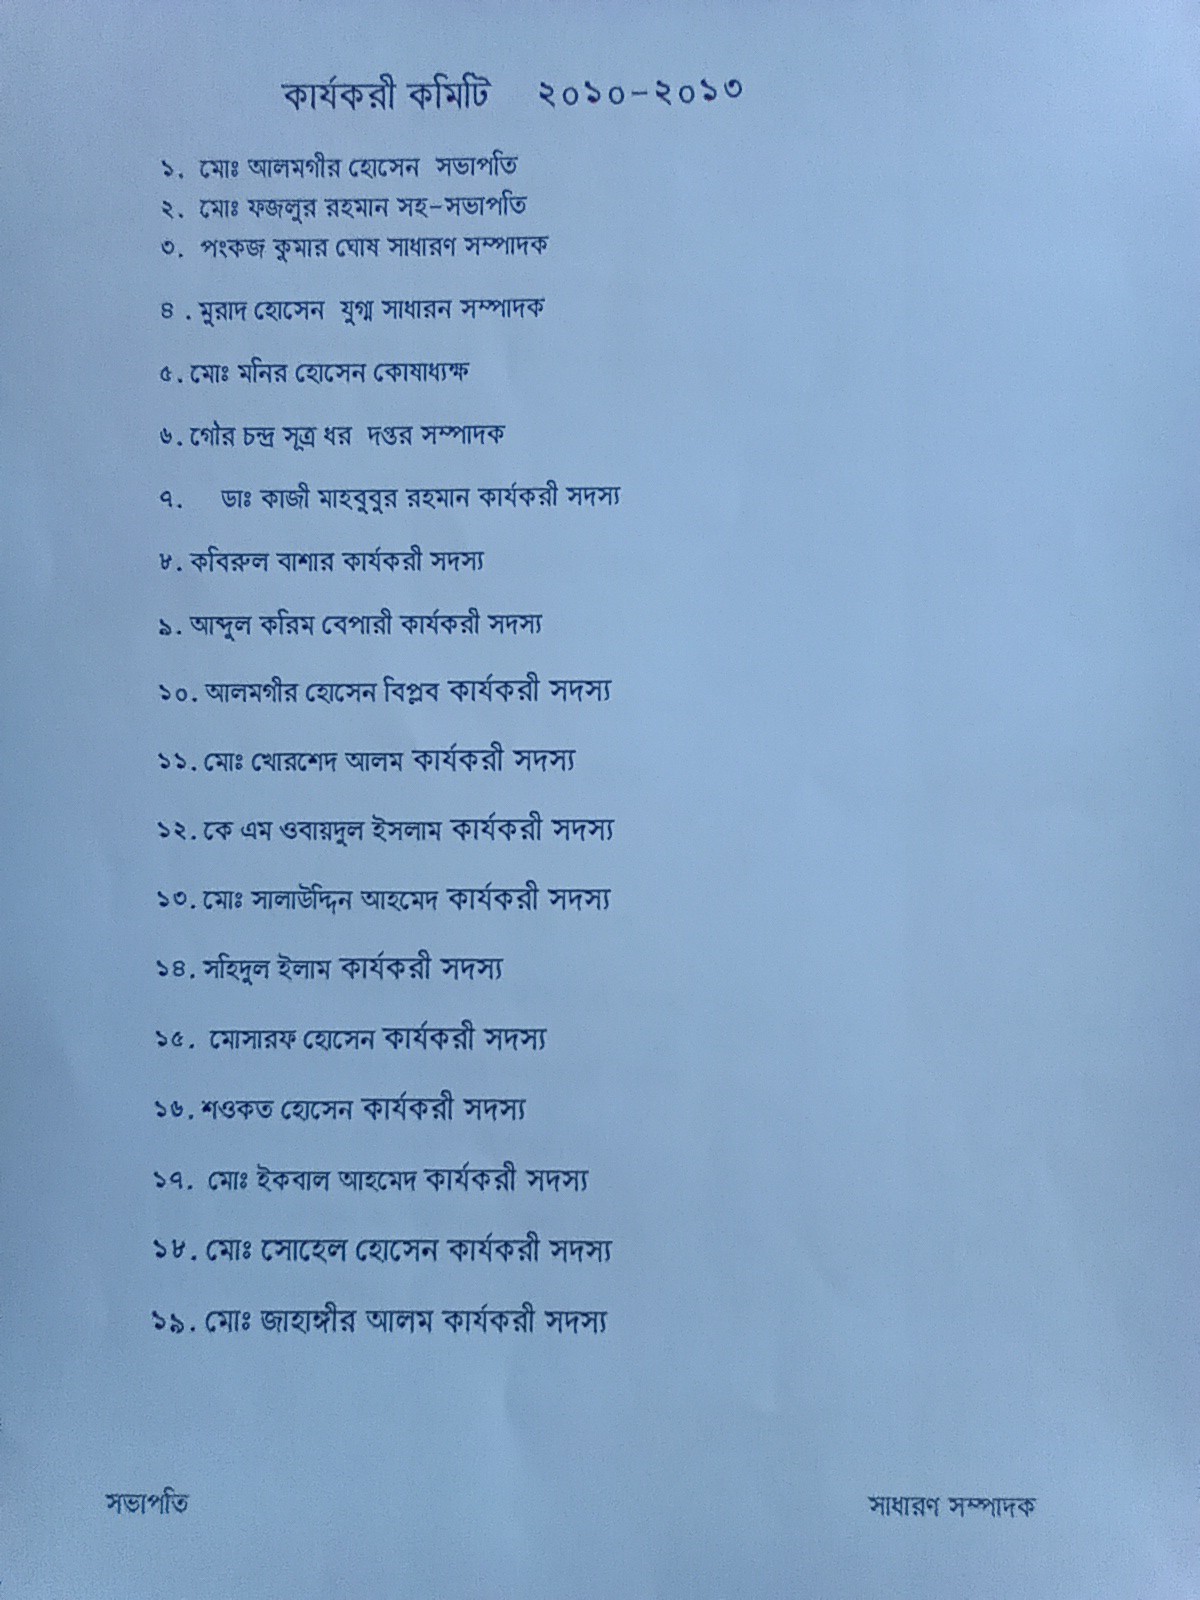 কার্যকরী কমিটি ২০১০-২০১৩
১. মোঃ আলমগীর হোসেন সভাপতি
২. মোঃ ফজলুর রহমান সহ-সভাপতি
৩. পংকজ কুমার ঘোষ সাধারণ সম্পাদক
৪ . মুরাদ হোসেন যুগ্ম সাধারন সম্পাদক
৫. মোঃ মনির হোসেন কোষাধ্যক্ষ
৬. গৌর চন্দ্র সূত্র ধর দপ্তর সম্পাদক
৭. ডাঃ কাজী মাহবুবুর রহমান কার্যকরী সদস্য
৮. কবিরুল বাশার কার্যকরী সদস্য
৯. আব্দুল করিম বেপারী কার্যকরী সদস্য
১০. আলমগীর হোসেন বিপ্লব কার্যকরী সদস্য
১১. মোঃ খোরশেদ আলম কার্যকরী সদস্য
১২. কে এম ওবায়দুল ইসলাম কার্যকরী সদস্য
১৩. মোঃ সালাউদ্দিন আহমেদ কার্যকরী সদস্য
১৪. সহিদুল ইলাম কার্যকরী সদস্য
১৫. মোসারফ হোসেন কার্যকরী সদস্য
১৬. শওকত হোসেন কার্যকরী সদস্য
১৭. মোঃ ইকবাল আহমেদ কার্যকরী সদস্য
১৮. মোঃ সোহেল হোসেন কার্যকরী সদস্য
১৯. মোঃ জাহাঙ্গীর আলম কার্যকরী সদস্য
সভাপতি সাধারণ সম্পাদক